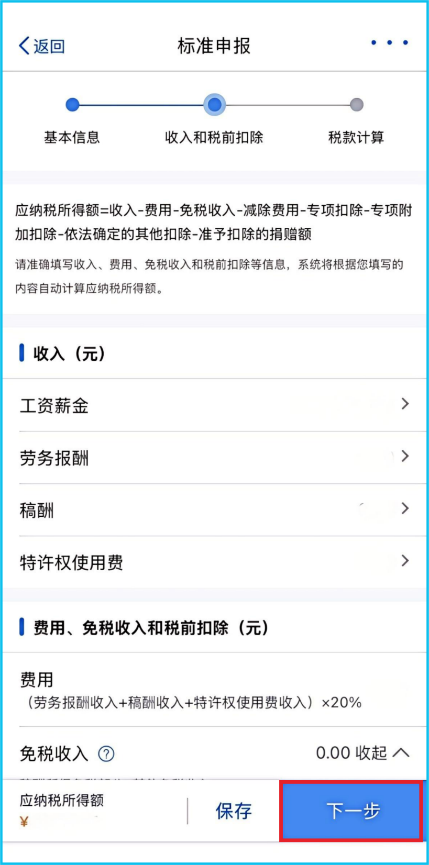 返回
标准申报
基本信息
收入和税前扣除
税款计算
应纳税所得额=收入-费用-免税收入-减除费用-专项扣除-专项附
加扣除-依法确定的其他扣除-准予扣除的捐赠额
请准确填写收入、费用、免税收入和税前扣除等信息，系统将根据您填写的
内容自动计算应纳税所得额。
收入（元）
工资薪金
劳务报酬
稿酬
特许权使用费
费用、免税收入和税前扣除（元）
费用
（劳务报酬收入+稿酬收入+特许权使用费收入）×20%
免税收入 ? 0.00 收起
应纳税所得额
¥
保存
下一步